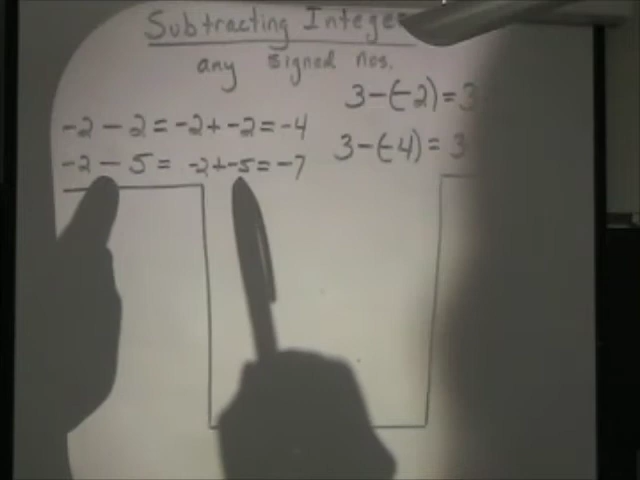 Subtracting Intege
any signed nos.
-2 - 2 = -2 + -2 = -4
-2 - 5 = -2 + -5 = -7
3 - (-2) = 3
3 - (-4) = 3